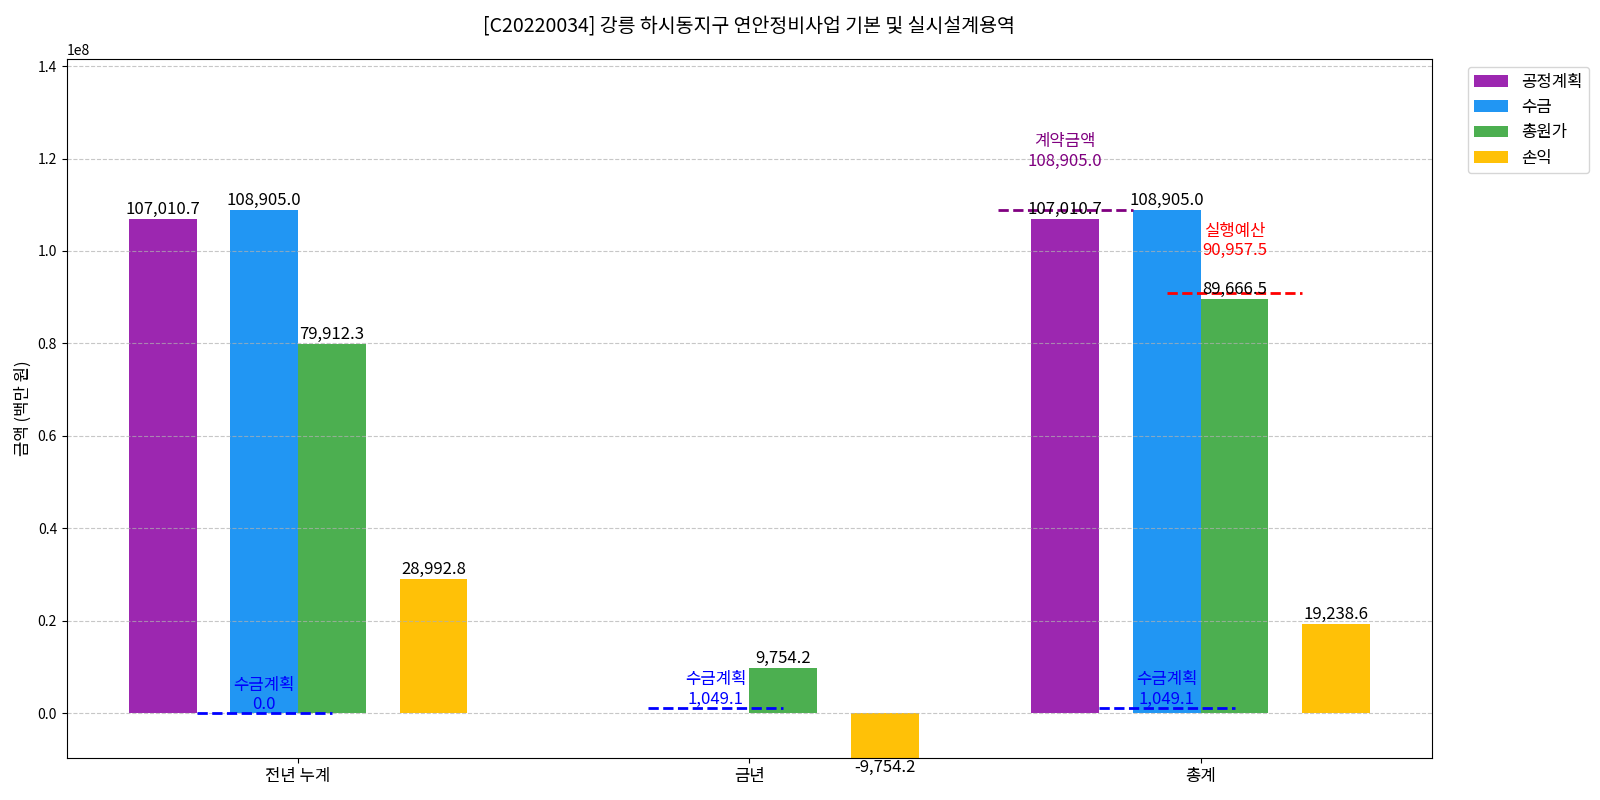 [C20220034] 강릉 하시동지구 연안정비사업 기본 및 실시설계용역
1e8
1.4
1.2
1.0
0.8
0.6
0.4
0.2
0.0
금액 (백만 원)
107,010.7
108,905.0
79,912.3
28,992.8
수금계획
0.0
수금계획
1,049.1
9,754.2
-9,754.2
계약금액
108,905.0
107,010.7
108,905.0
실행예산
90,957.5
89,666.5
수금계획
1,049.1
19,238.6
전년 누계
금년
총계
공정계획
수금
총원가
손익